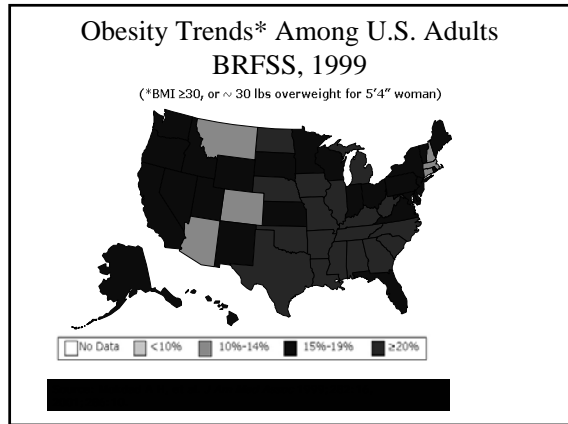 Obesity Trends* Among U.S. Adults
BRFSS, 1999
(*BMI ≥30, or ~ 30 lbs overweight for 5'4" woman)
No Data <10% 10%-14% 15%-19% ≥20%